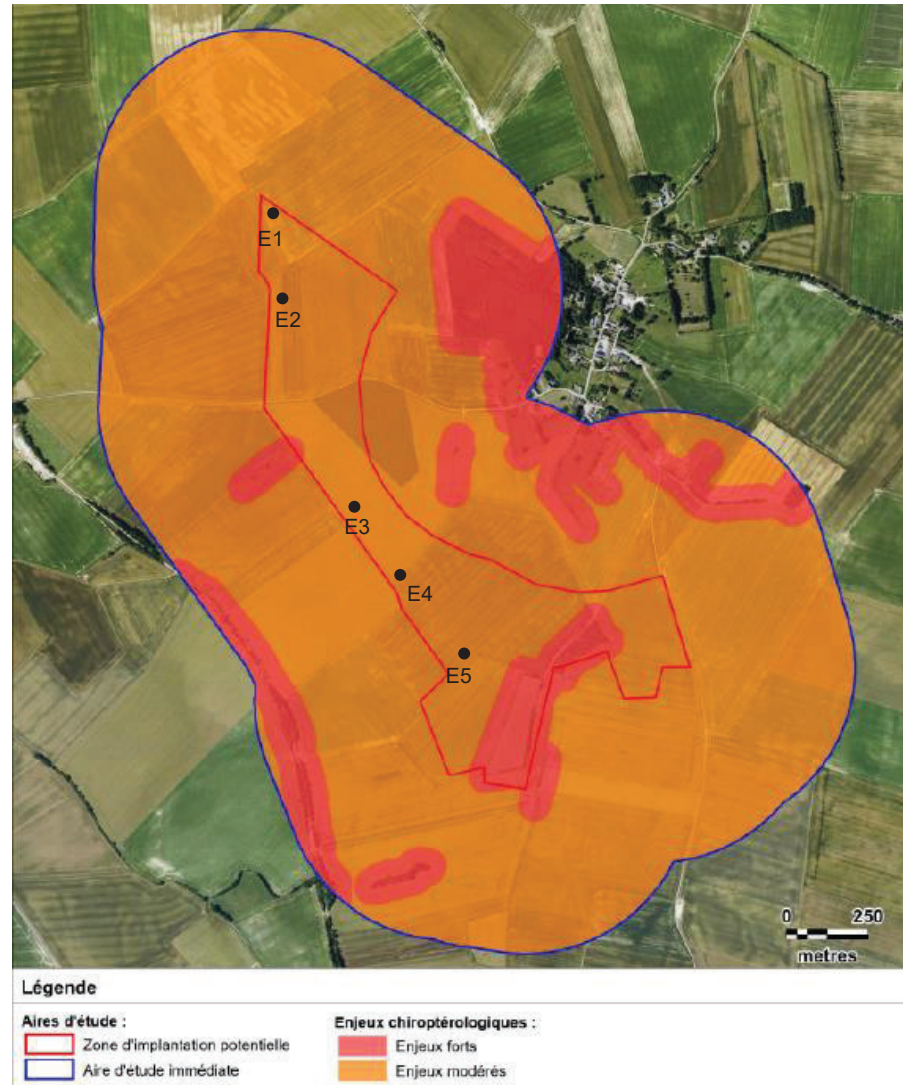 E1
E2
E3
E4
E5
0 250
metres
Légende
Aires d'étude :
Zone d'implantation potentielle
Aire d'étude immédiate
Enjeux chiroptérologiques :
Enjeux forts
Enjeux modérés